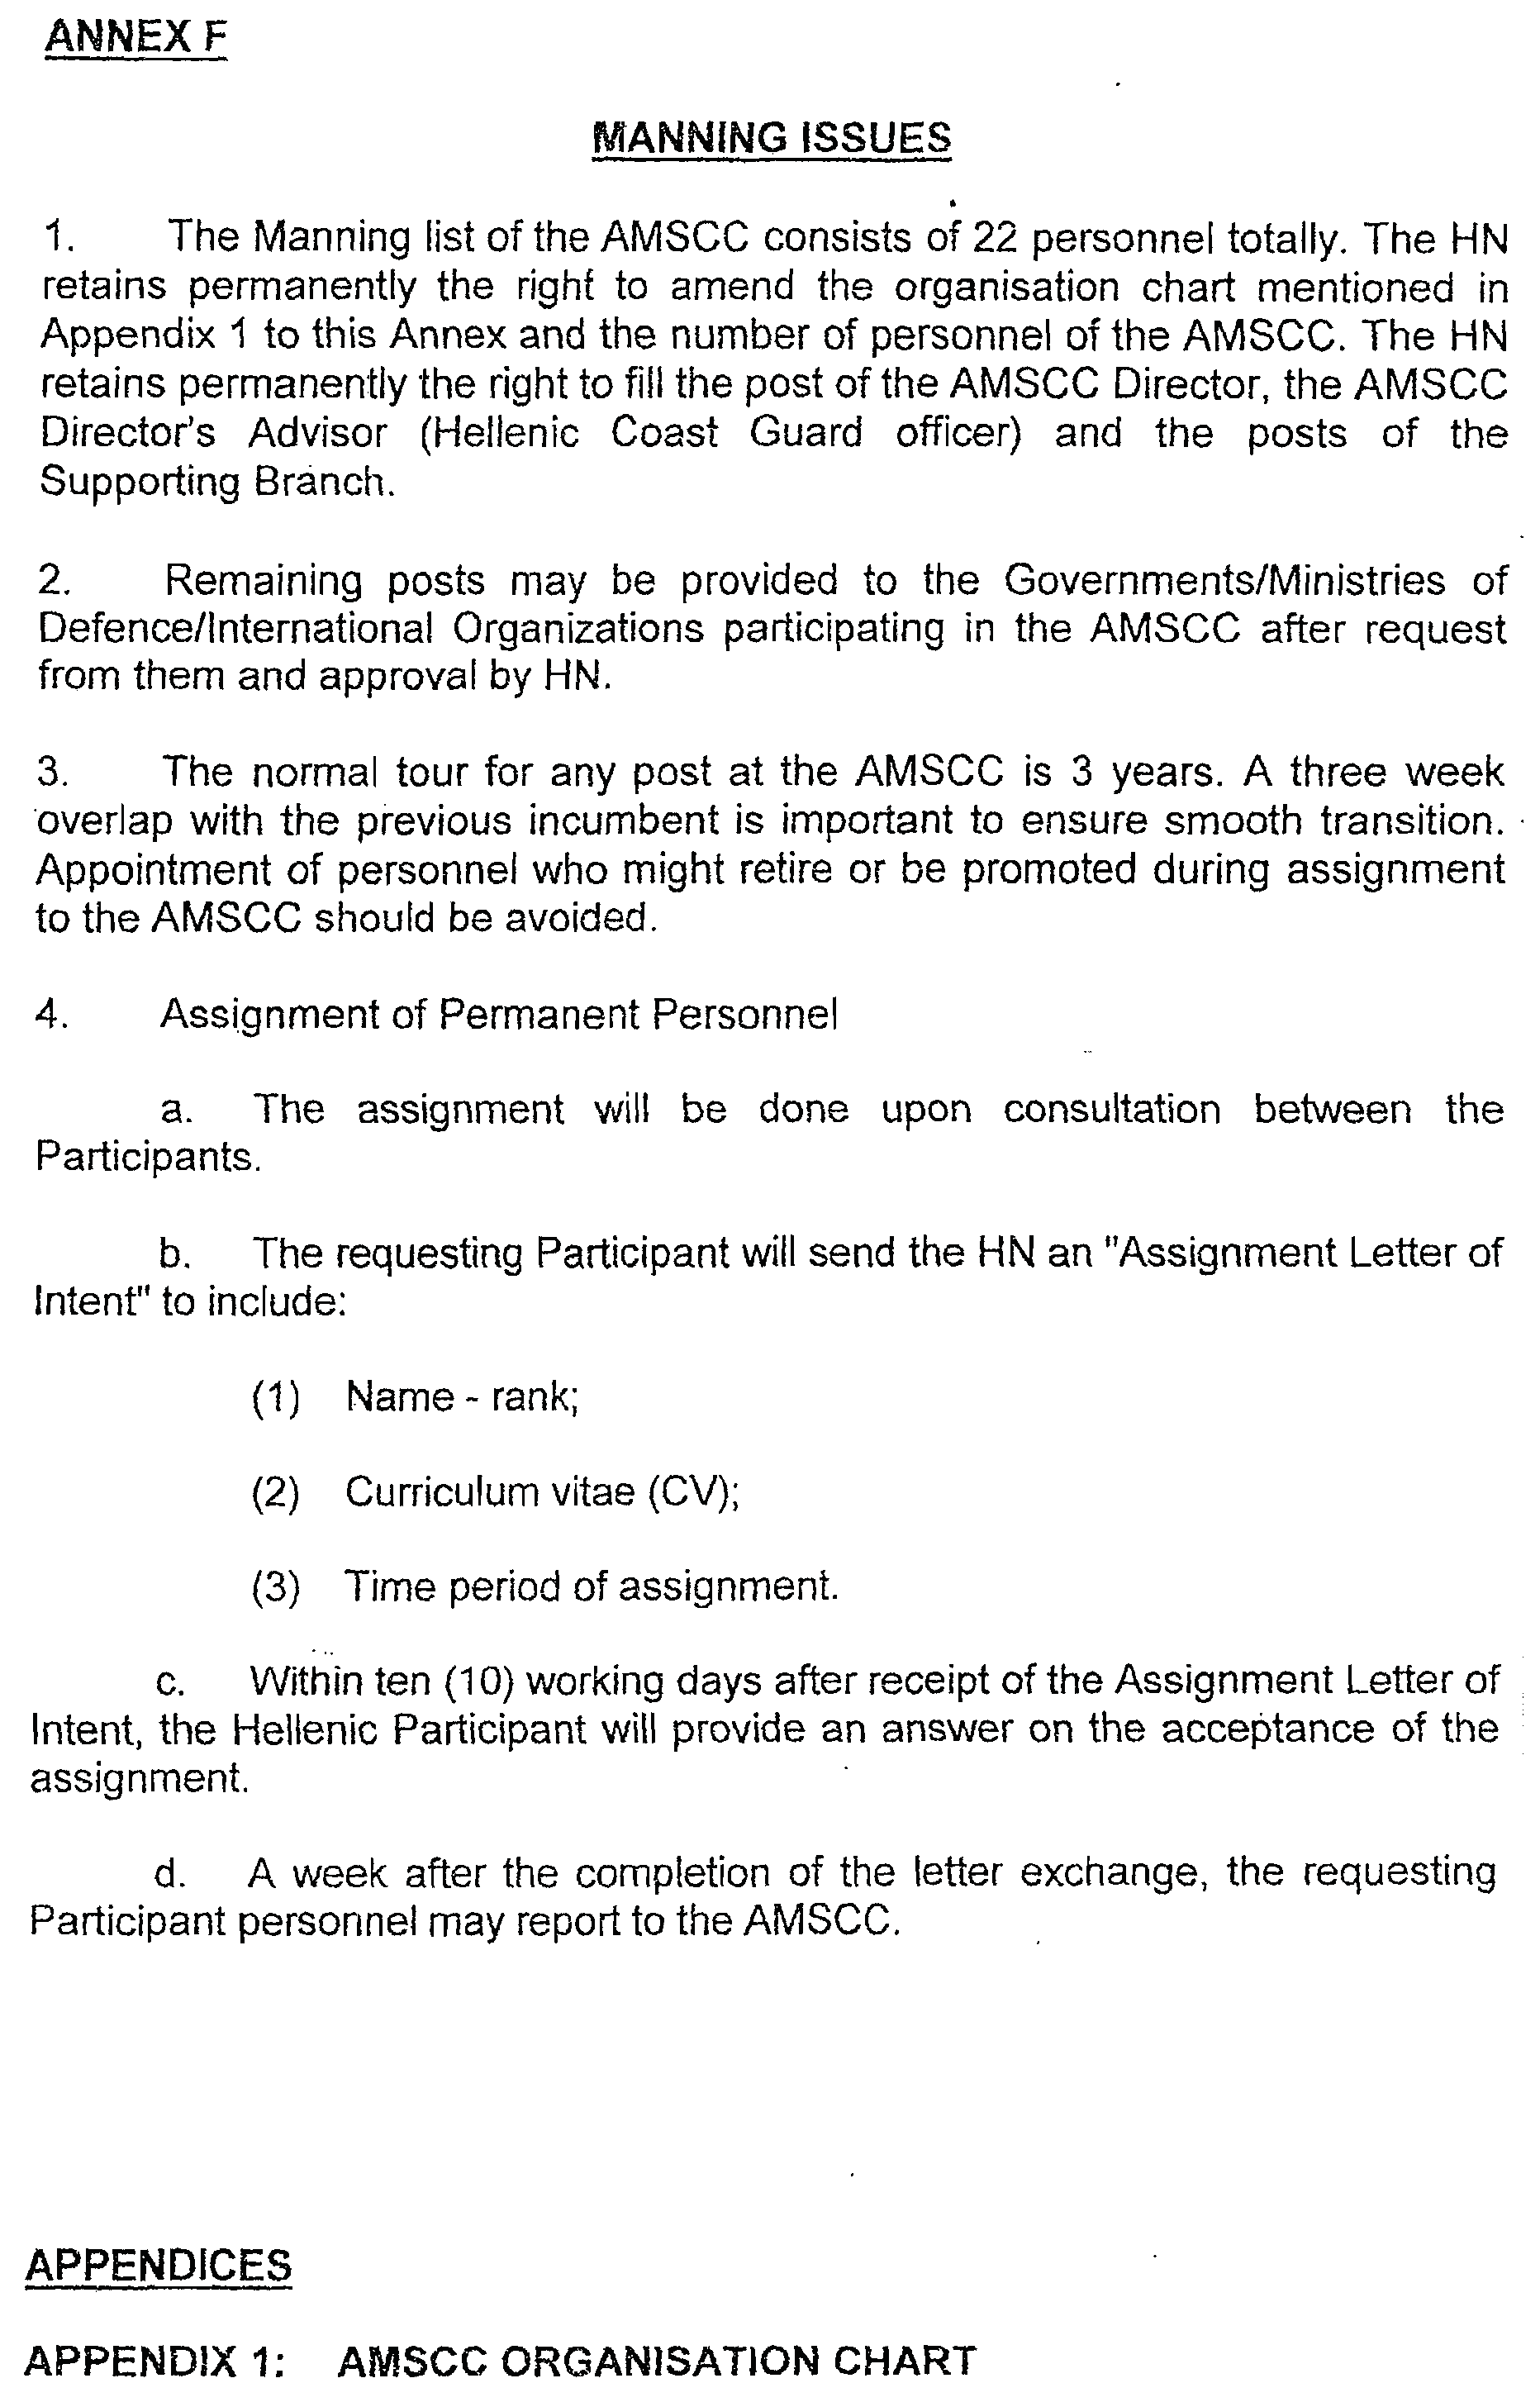 ANNEX F
MANNING ISSUES
1. The Manning list of the AMSCC consists of 22 personnel totally. The HN
retains permanently the right to amend the organisation chart mentioned in
Appendix 1 to this Annex and the number of personnel of the AMSCC. The HN
retains permanently the right to fill the post of the AMSCC Director, the AMSCC
Director's Advisor (Hellenic Coast Guard officer) and the posts of the
Supporting Branch.
2. Remaining posts may be provided to the Governments/Ministries of
Defence/International Organizations participating in the AMSCC after request
from them and approval by HN.
3. The normal tour for any post at the AMSCC is 3 years. A three week
overlap with the previous incumbent is important to ensure smooth transition.
Appointment of personnel who might retire or be promoted during assignment
to the AMSCC should be avoided.
4. Assignment of Permanent Personnel
a. The assignment will be done upon consultation between the
Participants.
b. The requesting Participant will send the HN an "Assignment Letter of
Intent" to include:
(1) Name - rank;
(2) Curriculum vitae (CV);
(3) Time period of assignment.
c. Within ten (10) working days after receipt of the Assignment Letter of
Intent, the Hellenic Participant will provide an answer on the acceptance of the
assignment.
d. A week after the completion of the letter exchange, the requesting
Participant personnel may report to the AMSCC.
APPENDICES
APPENDIX 1: AMSCC ORGANISATION CHART